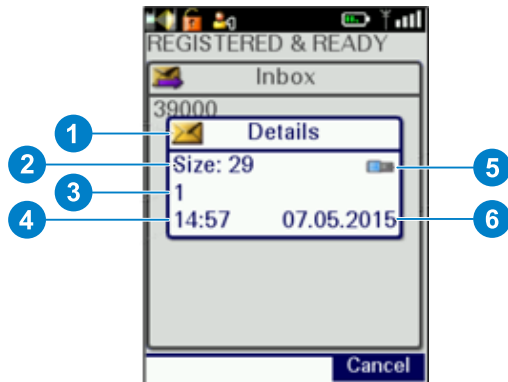 REGISTERED & READY
Inbox
39000
1 Details
2 Size: 29 5
3 1
4 14:57 07.05.2015 6
Cancel